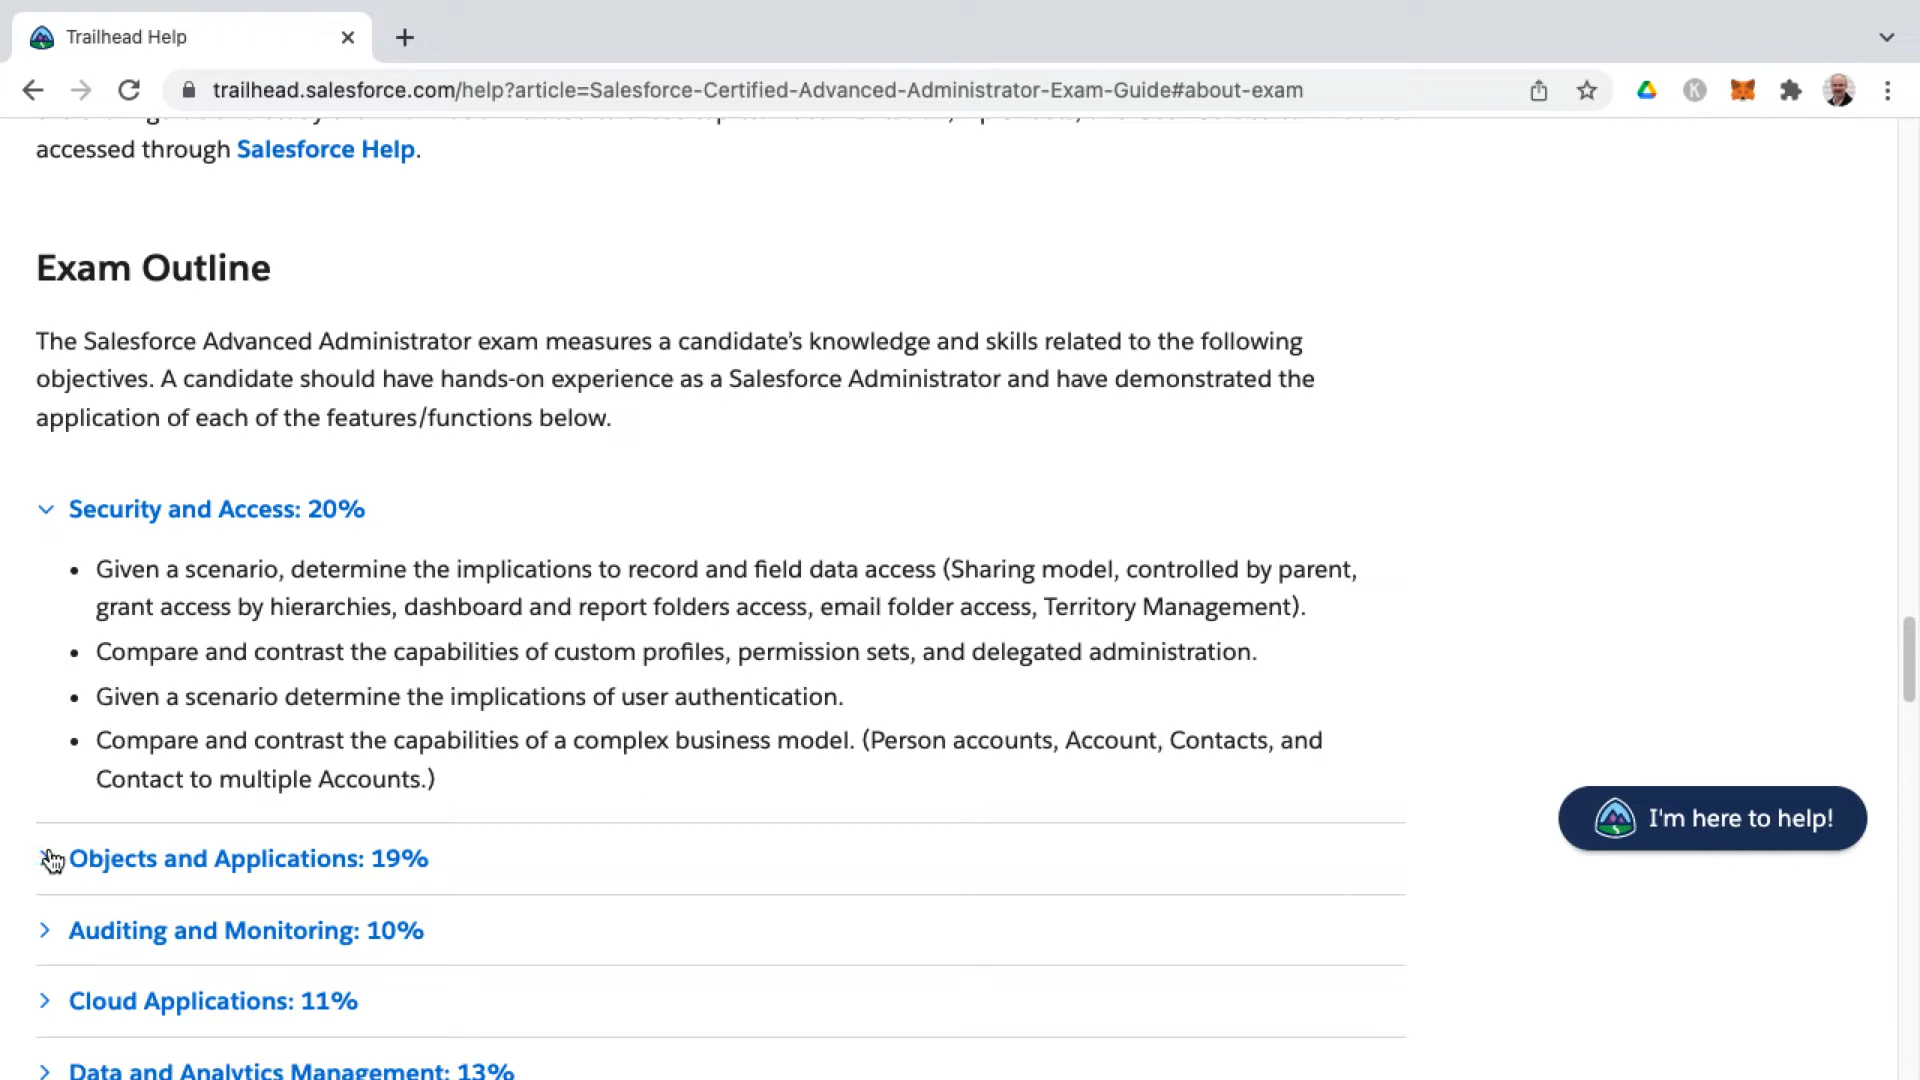 Trailhead Help
trailhead.salesforce.com/help?article=Salesforce-Certified-Advanced-Administrator-Exam-Guide#about-exam
K
accessed through Salesforce Help.
Exam Outline
The Salesforce Advanced Administrator exam measures a candidate’s knowledge and skills related to the following
objectives. A candidate should have hands-on experience as a Salesforce Administrator and have demonstrated the
application of each of the features/functions below.
Security and Access: 20%
• Given a scenario, determine the implications to record and field data access (Sharing model, controlled by parent,
grant access by hierarchies, dashboard and report folders access, email folder access, Territory Management).
• Compare and contrast the capabilities of custom profiles, permission sets, and delegated administration.
• Given a scenario determine the implications of user authentication.
• Compare and contrast the capabilities of a complex business model. (Person accounts, Account, Contacts, and
Contact to multiple Accounts.)
I'm here to help!
Objects and Applications: 19%
Auditing and Monitoring: 10%
Cloud Applications: 11%
Data and Analytics Management: 13%